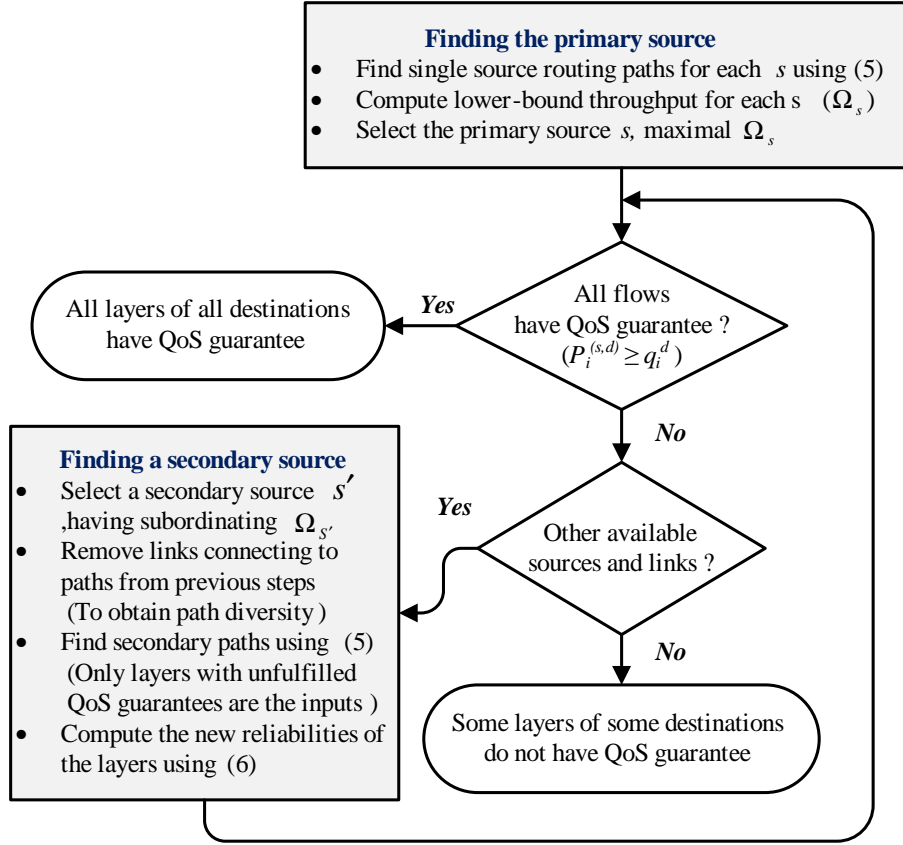 Finding the primary source
• Find single source routing paths for each s using (5)
• Compute lower-bound throughput for each s (Ω_s)
• Select the primary source s, maximal Ω_s
All flows
have QoS guarantee ?
(P_i^(s,d) ≥ q_i^d)
Yes
All layers of all destinations
have QoS guarantee
No
Other available
sources and links ?
Yes
Finding a secondary source
• Select a secondary source s′
,having subordinating Ω_s′
• Remove links connecting to
paths from previous steps
(To obtain path diversity)
• Find secondary paths using (5)
(Only layers with unfulfilled
QoS guarantees are the inputs)
• Compute the new reliabilities of
the layers using (6)
No
Some layers of some destinations
do not have QoS guarantee